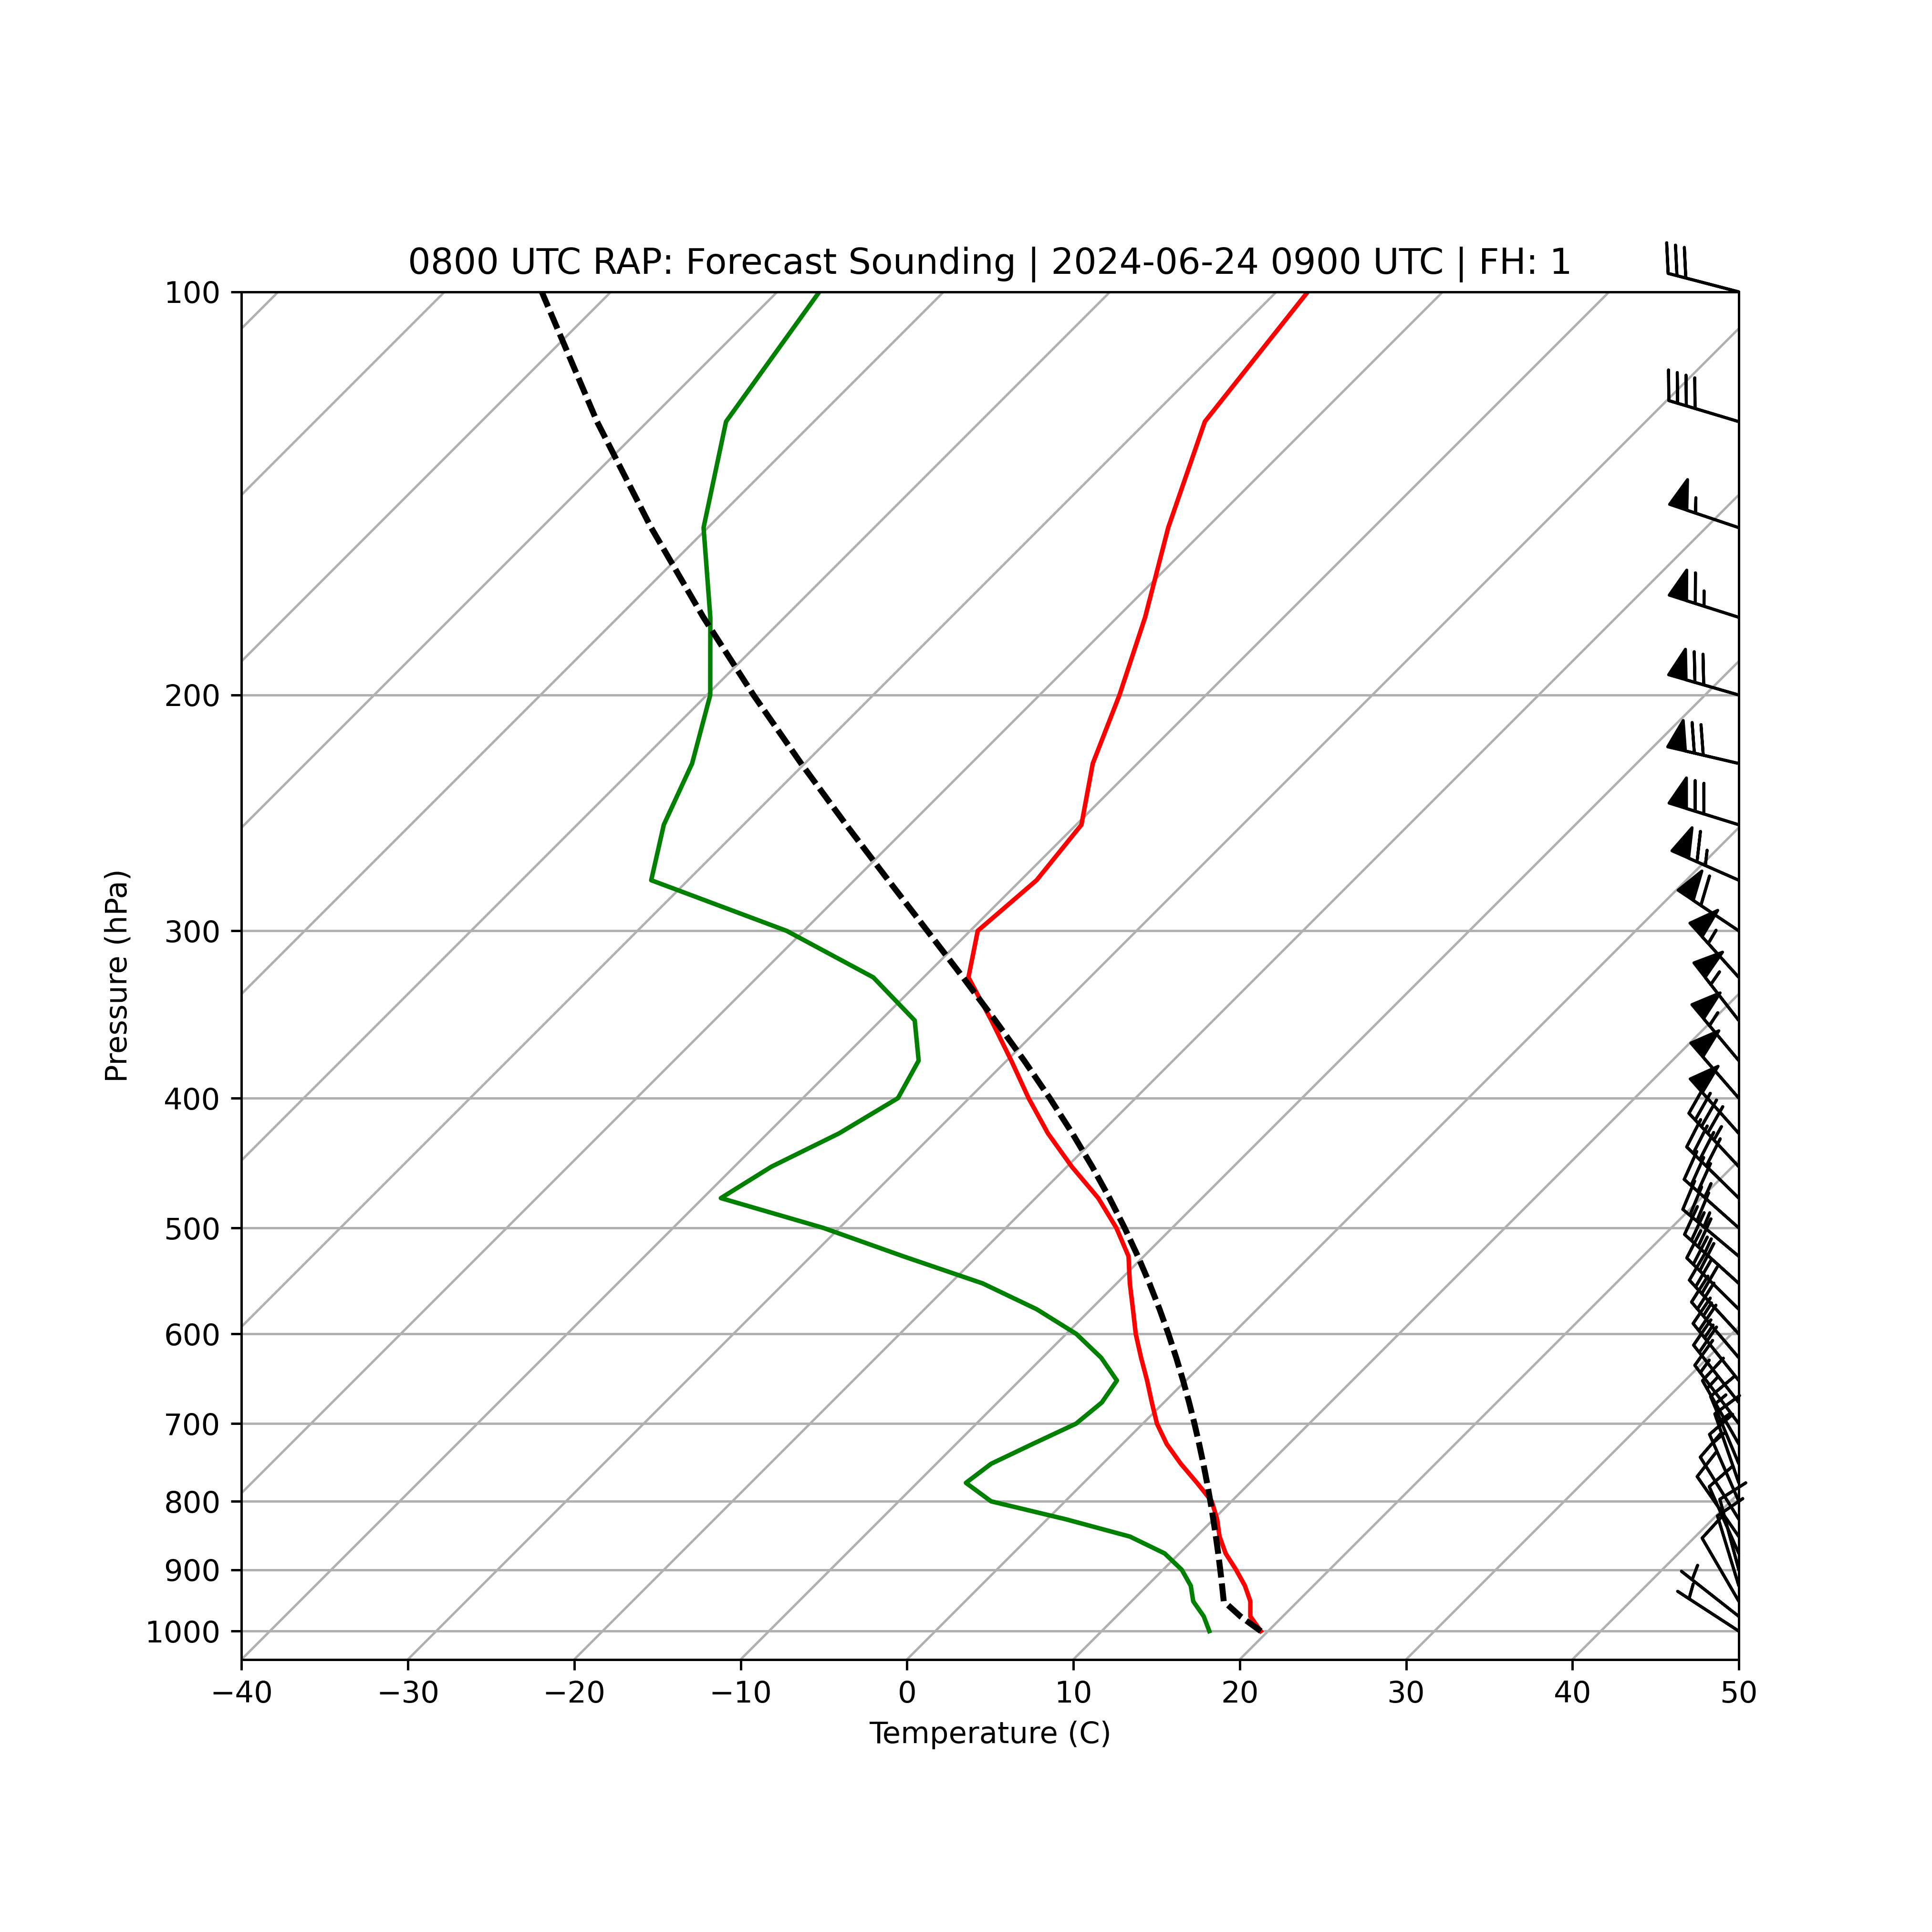 0800 UTC RAP: Forecast Sounding | 2024-06-24 0900 UTC | FH: 1
100
200
300
400
500
600
700
800
900
1000
Pressure (hPa)
−40 −30 −20 −10 0 10 20 30 40 50
Temperature (C)